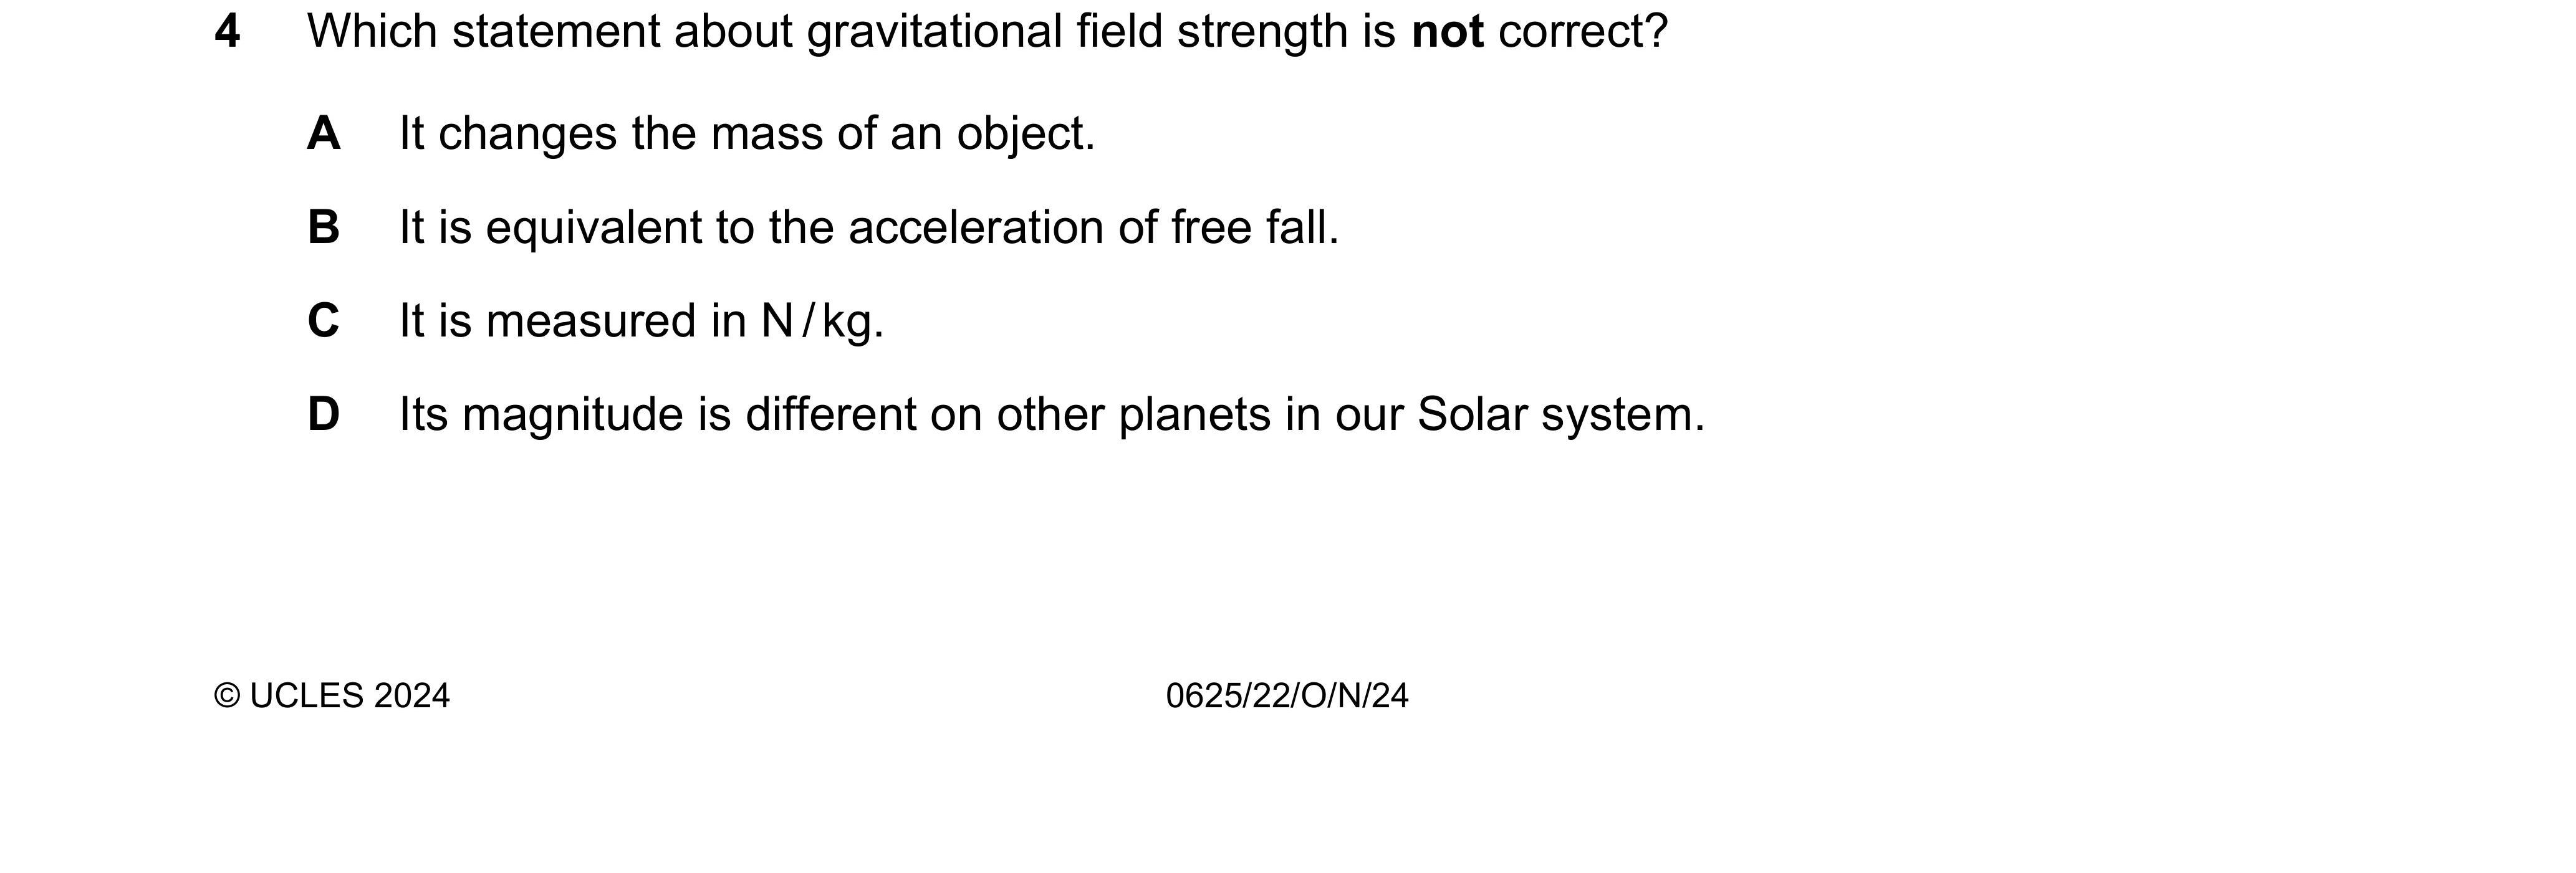 4 Which statement about gravitational field strength is not correct?
A It changes the mass of an object.
B It is equivalent to the acceleration of free fall.
C It is measured in N / kg.
D Its magnitude is different on other planets in our Solar system.
© UCLES 2024 0625/22/O/N/24